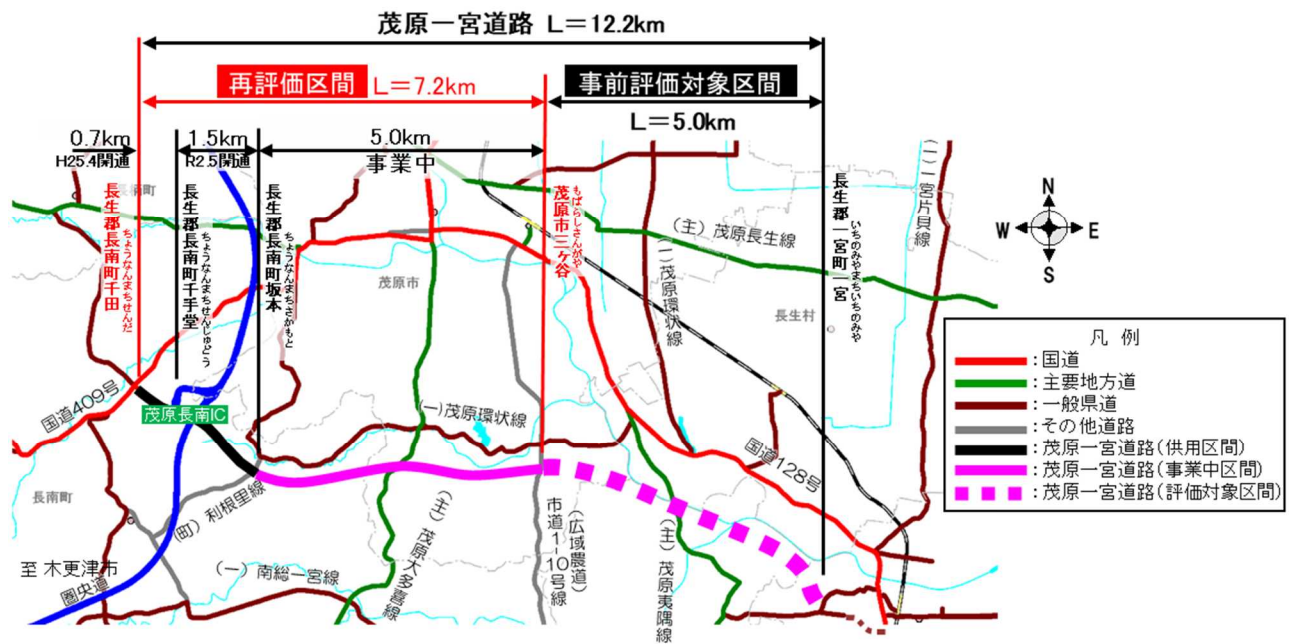 茂原一宮道路 L=12.2km
再評価区間 L=7.2km
事前評価対象区間
L=5.0km
0.7km
H25.4開通
1.5km
R2.5開通
5.0km
事業中
長生郡長南町千田
ちょうなんまちせんだ
長生郡長南町千手堂
ちょうなんまちせんじゅどう
長生郡長南町坂本
ちょうなんまちさかもと
茂原市三ヶ谷
もばらしさんがや
長生郡一宮町一宮
いちのみやまちいちのみや
長柄町
茂原市
長生村
長南町
(主)茂原長生線
(一)一宮片貝線
(一)茂原環状線
(一)茂原環状線
国道409号
茂原長南IC
国道128号
(町)利根里線
(主)茂原大多喜線
市道1-10号線
(広域農道)
(主)茂原夷隅線
(一)南総一宮線
至 木更津市
圏央道
N
W
E
S
凡 例
:国道
:主要地方道
:一般県道
:その他道路
:茂原一宮道路(供用区間)
:茂原一宮道路(事業中区間)
:茂原一宮道路(評価対象区間)